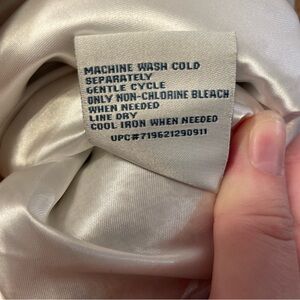 MACHINE WASH COLD
SEPARATELY
GENTLE CYCLE
ONLY NON-CHLORINE BLEACH
WHEN NEEDED
LINE DRY
COOL IRON WHEN NEEDED
UPC#719621290911